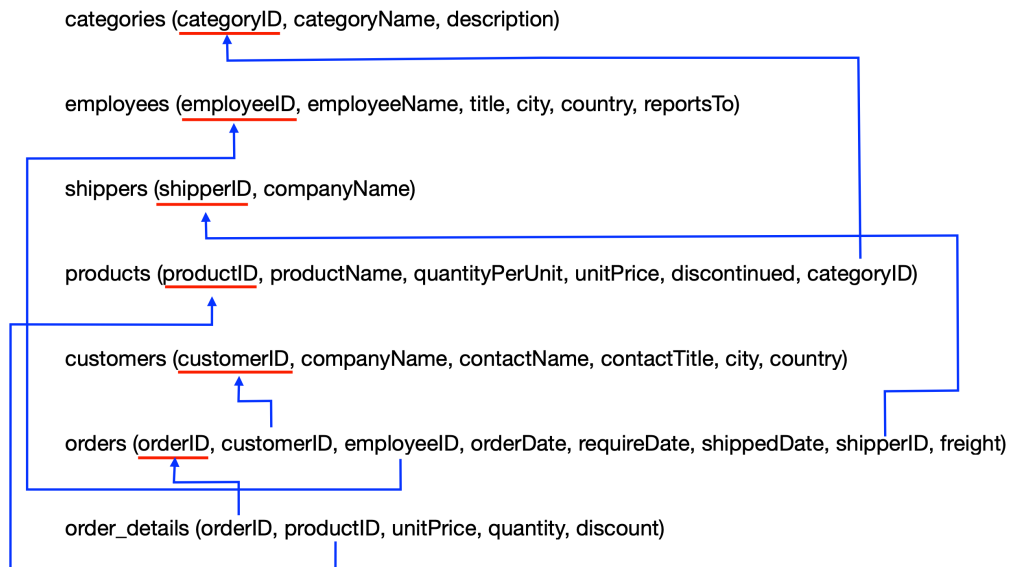 categories (categoryID, categoryName, description)
employees (employeeID, employeeName, title, city, country, reportsTo)
shippers (shipperID, companyName)
products (productID, productName, quantityPerUnit, unitPrice, discontinued, categoryID)
customers (customerID, companyName, contactName, contactTitle, city, country)
orders (orderID, customerID, employeeID, orderDate, requireDate, shippedDate, shipperID, freight)
order_details (orderID, productID, unitPrice, quantity, discount)